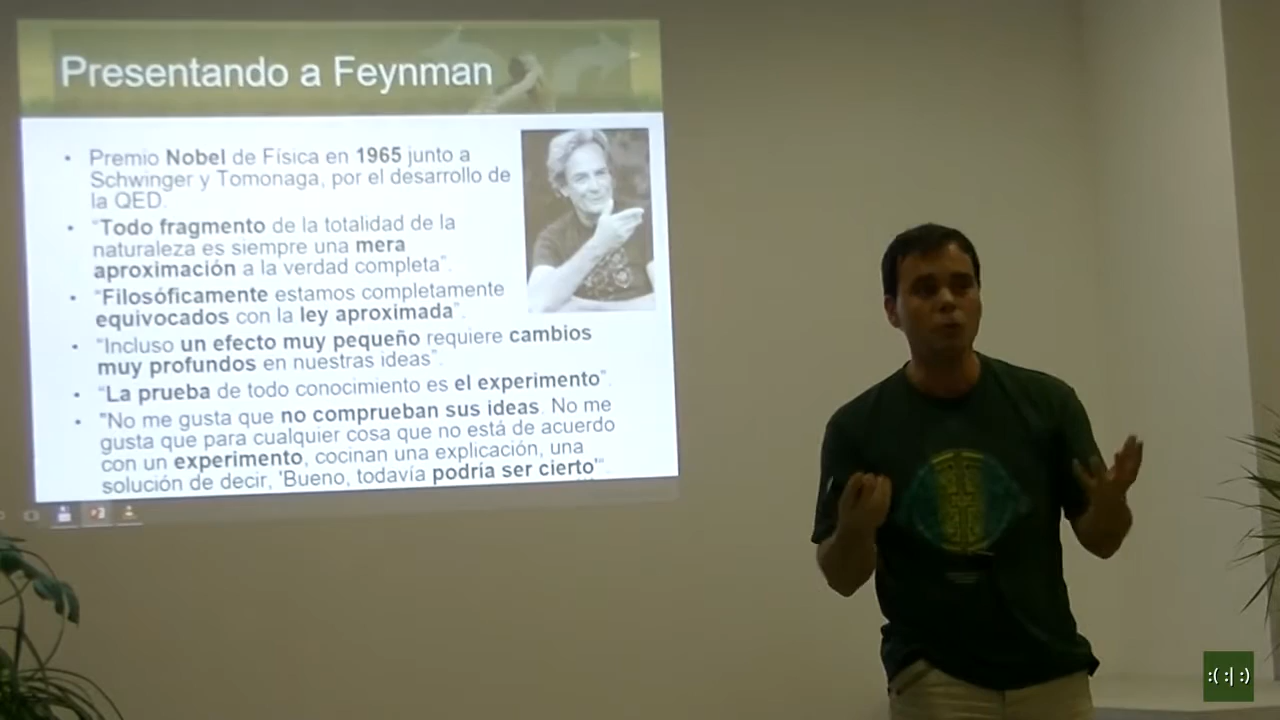 Presentando a Feynman
• Premio Nobel de Física en 1965 junto a
Schwinger y Tomonaga, por el desarrollo de
la QED.
• “Todo fragmento de la totalidad de la
naturaleza es siempre una mera
aproximación a la verdad completa”.
• “Filosóficamente estamos completamente
equivocados con la ley aproximada”.
• “Incluso un efecto muy pequeño requiere cambios
muy profundos en nuestras ideas”.
• “La prueba de todo conocimiento es el experimento”.
• "No me gusta que no comprueban sus ideas. No me
gusta que para cualquier cosa que no está de acuerdo
con un experimento, cocinan una explicación, una
solución de decir, 'Bueno, todavía podría ser cierto'”.
:( :| :)